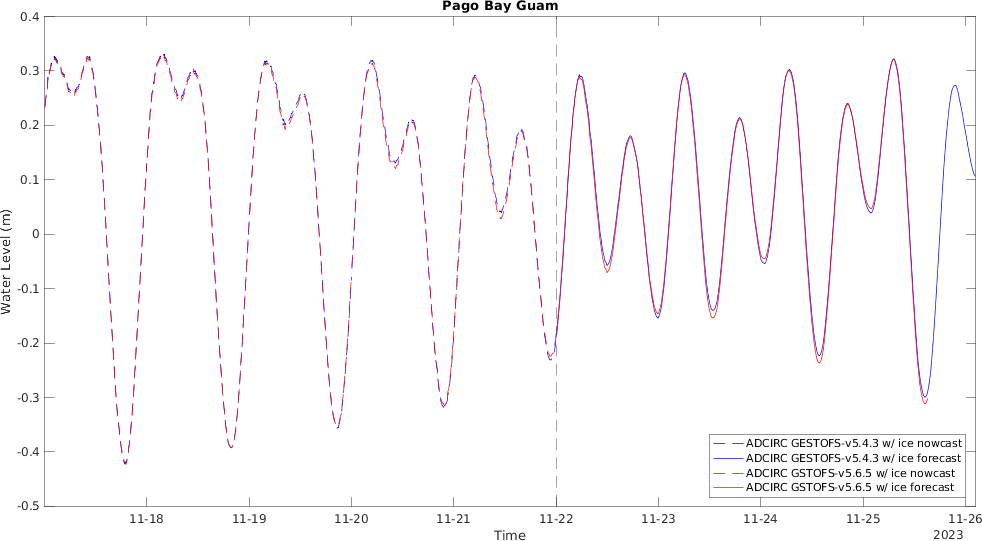 Pago Bay Guam
0.4
0.3
0.2
0.1
0
-0.1
-0.2
-0.3
-0.4
-0.5
Water Level (m)
ADCIRC GESTOFS-v5.4.3 w/ ice nowcast
ADCIRC GESTOFS-v5.4.3 w/ ice forecast
ADCIRC GSTOFS-v5.6.5 w/ ice nowcast
ADCIRC GSTOFS-v5.6.5 w/ ice forecast
11-18 11-19 11-20 11-21 11-22 11-23 11-24 11-25 11-26
Time
2023